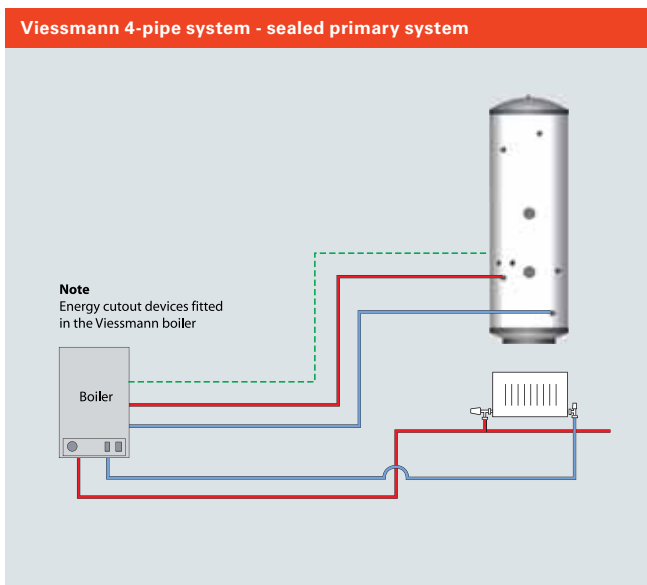 Viessmann 4-pipe system - sealed primary system
Note
Energy cutout devices fitted
in the Viessmann boiler
Boiler